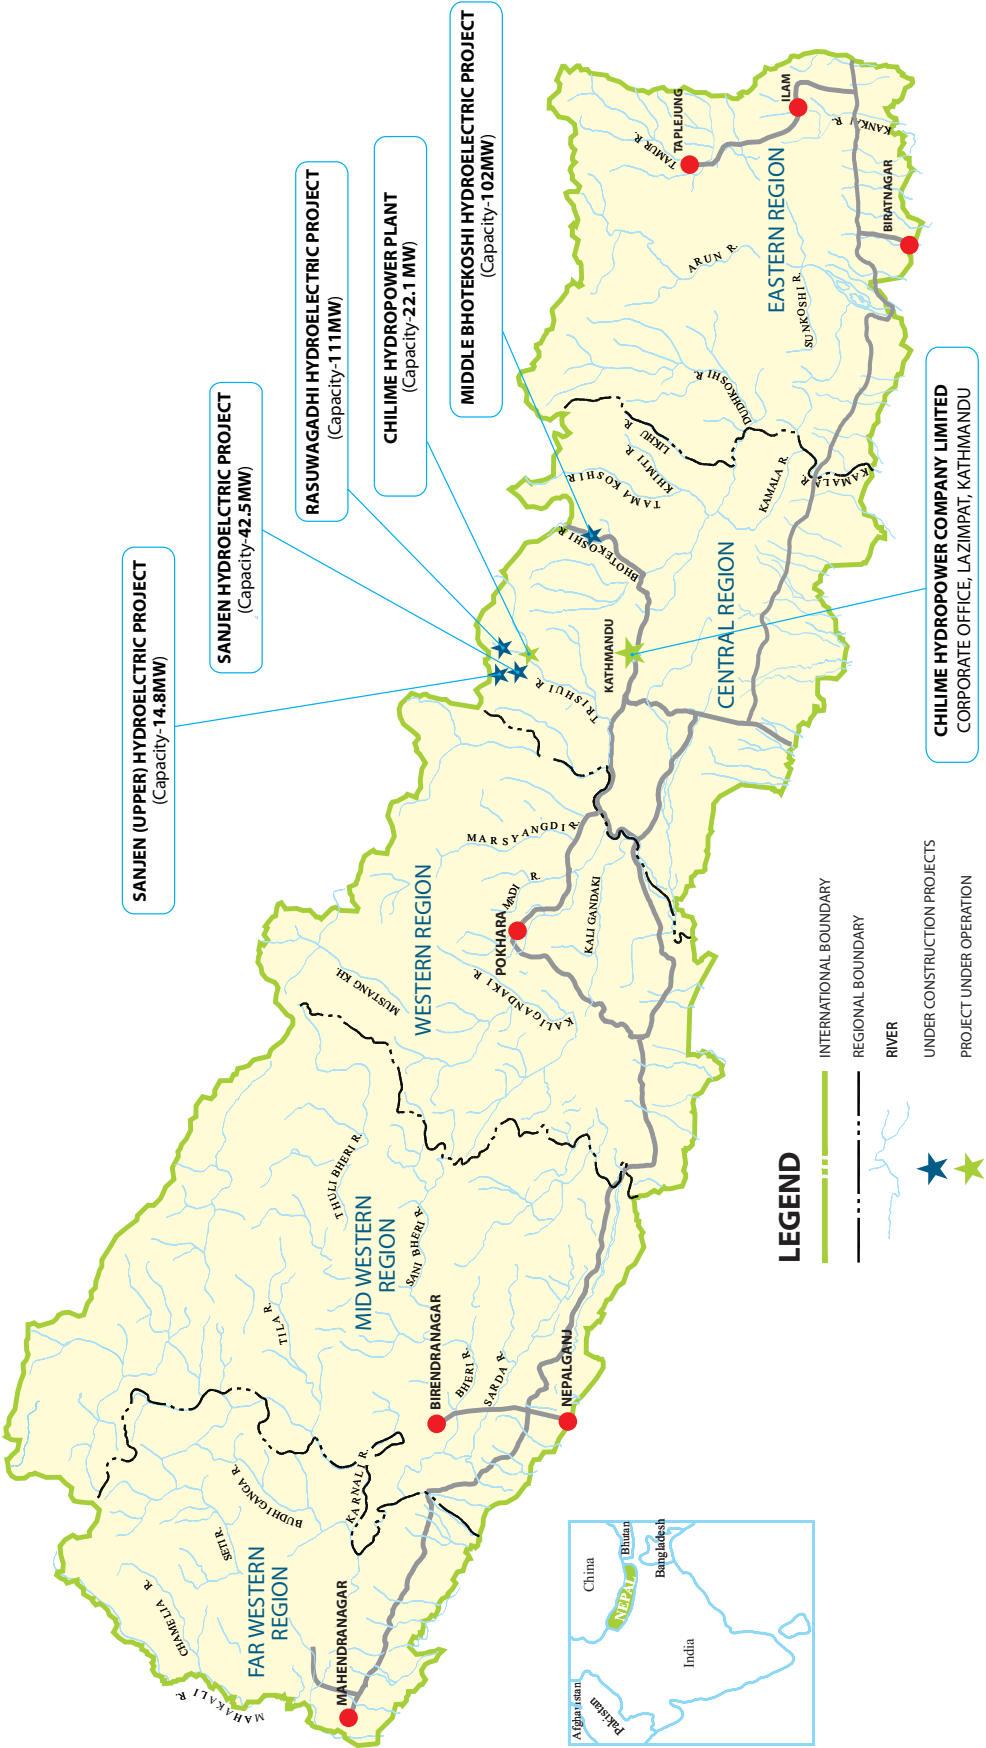 SANJEN (UPPER) HYDROELCTRIC PROJECT
(Capacity-14.8MW)
SANJEN HYDROELCTRIC PROJECT
(Capacity-42.5MW)
RASUWAGADHI HYDROELECTRIC PROJECT
(Capacity-111MW)
CHILIME HYDROPOWER PLANT
(Capacity-22.1 MW)
MIDDLE BHOTEKOSHI HYDROELECTRIC PROJECT
(Capacity-102MW)
CHILIME HYDROPOWER COMPANY LIMITED
CORPORATE OFFICE, LAZIMPAT, KATHMANDU
FAR WESTERN
REGION
MAHAKALI R.
CHAMELIA R.
SETI R.
BUDHI GANGA R.
KARNALI R.
MAHENDRANAGAR
MID WESTERN
REGION
TILA R.
THULI BHERI R.
SANI BHERI R.
BHERI R.
SARDA R.
BIRENDRANAGAR
NEPALGANJ
WESTERN REGION
MUSTANG KH.
KALIGANDAKI R.
POKHARA
MADI R.
MARSYANGDI R.
KALI GANDAKI
CENTRAL REGION
TRISHULI R.
KATHMANDU
BHOTEKOSHI R.
TAMA KOSHI R.
KHIMTI R.
LIKHU R.
KAMALA R.
KAMALA R.
EASTERN REGION
DUDHKOSHI R.
SUNKOSHI R.
ARUN R.
TAMUR R.
TAPLEJUNG
ILAM
KANKAI R.
BIRATNAGAR
LEGEND
INTERNATIONAL BOUNDARY
REGIONAL BOUNDARY
RIVER
UNDER CONSTRUCTION PROJECTS
PROJECT UNDER OPERATION
China
NEPAL
Bhutan
Bangladesh
India
Afghanistan
Pakistan